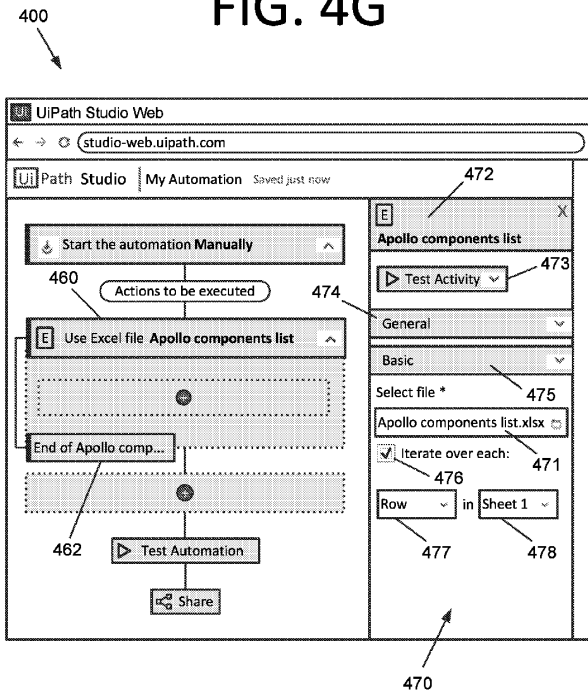 FIG. 4G
400
Ui UiPath Studio Web
studio-web.uipath.com
Ui Path Studio My Automation Saved just now
472
E X
Apollo components list
Start the automation Manually
473
Test Activity
460
Actions to be executed
474
General
E Use Excel file Apollo components list
Basic
475
Select file *
Apollo components list.xlsx
471
End of Apollo comp...
Iterate over each:
476
Row in Sheet 1
462
Test Automation
477
478
Share
470